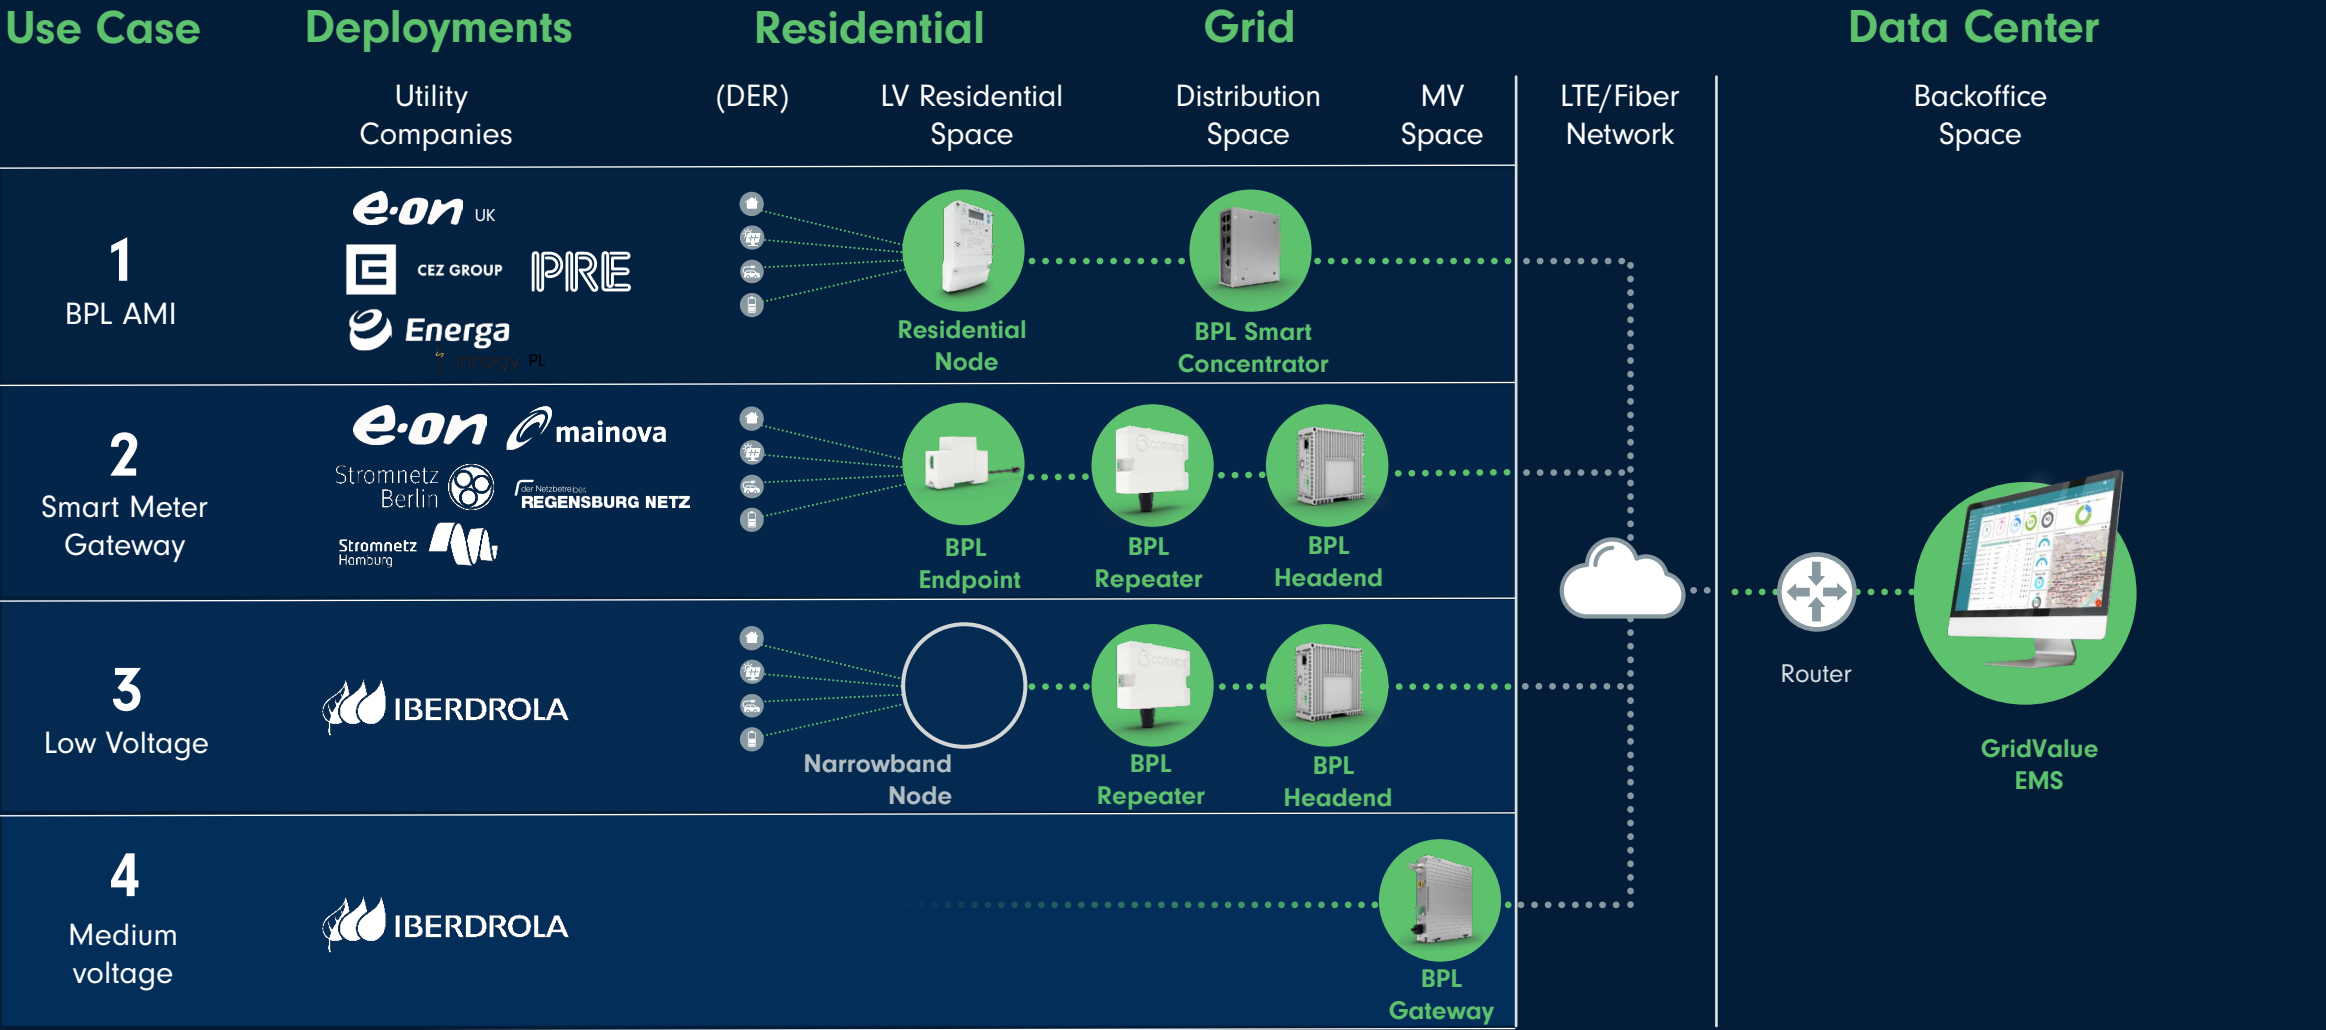 Use Case
Deployments
Residential
Grid
Data Center
Utility
Companies
(DER)
LV Residential
Space
Distribution
Space
MV
Space
LTE/Fiber
Network
Backoffice
Space
1
BPL AMI
e·on UK
CEZ GROUP
PRE
Energa
innogy PL
Residential
Node
BPL Smart
Concentrator
2
Smart Meter
Gateway
e·on
mainova
Stromnetz
Berlin
der Netzbetreiber
REGENSBURG NETZ
Stromnetz
Hamburg
BPL
Endpoint
BPL
Repeater
BPL
Headend
3
Low Voltage
IBERDROLA
Narrowband
Node
BPL
Repeater
BPL
Headend
Router
GridValue
EMS
4
Medium
voltage
IBERDROLA
BPL
Gateway